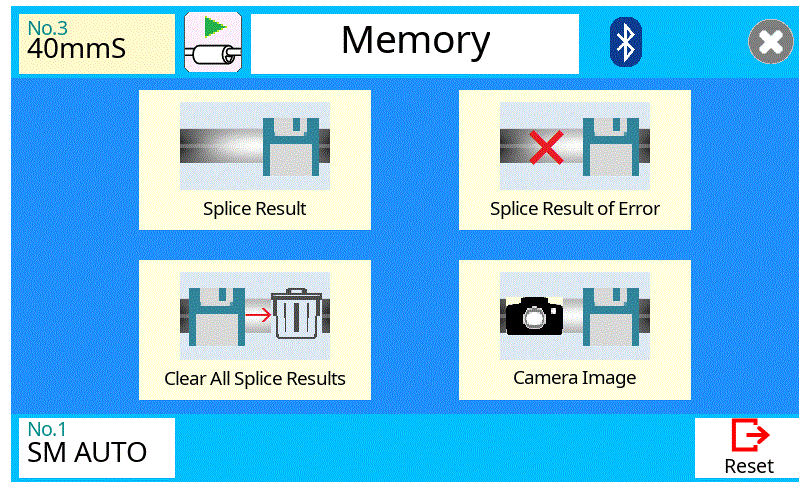 No.3
40mmS
Memory
Splice Result
Splice Result of Error
Clear All Splice Results
Camera Image
No.1
SM AUTO
Reset